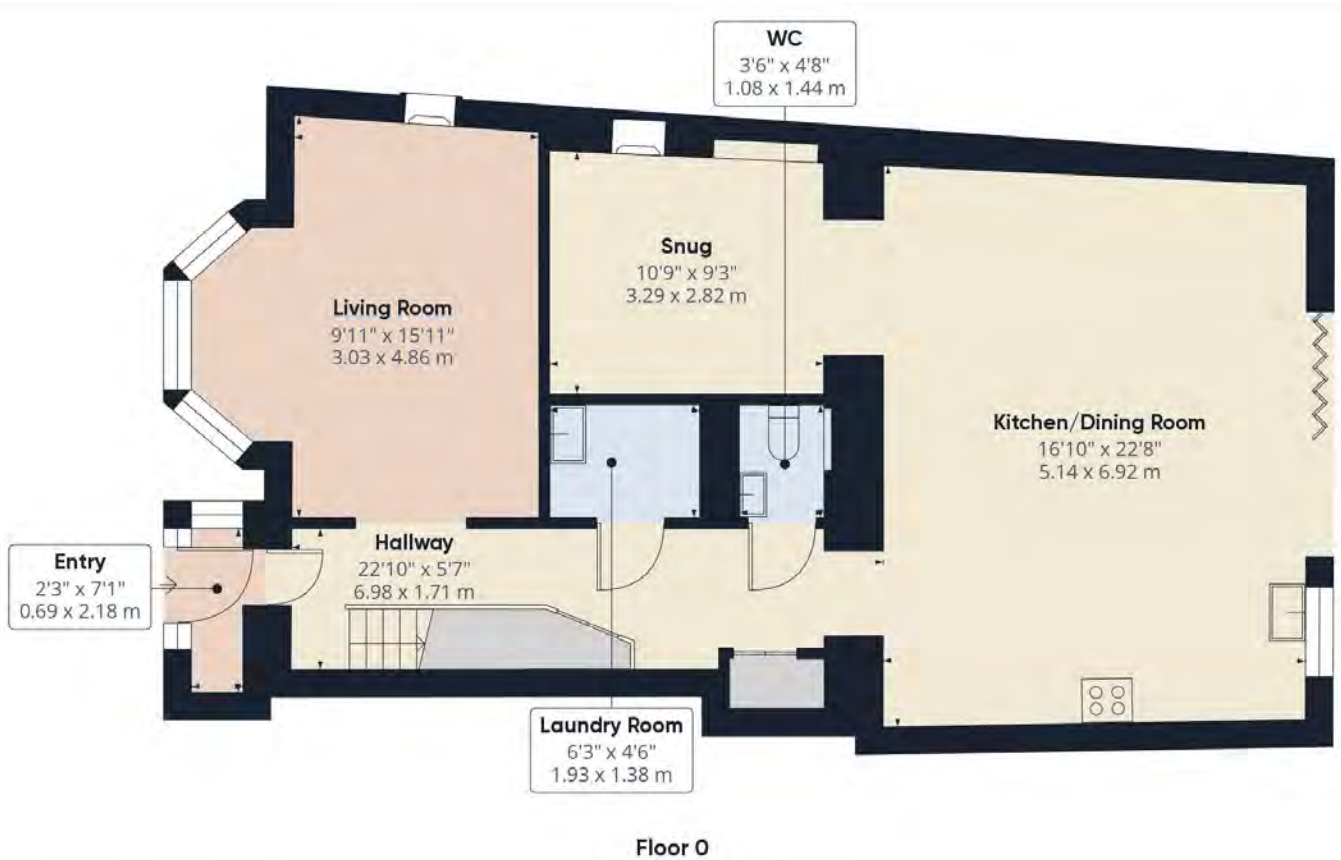 WC
3'6" x 4'8"
1.08 x 1.44 m
Snug
10'9" x 9'3"
3.29 x 2.82 m
Living Room
9'11" x 15'11"
3.03 x 4.86 m
Kitchen/Dining Room
16'10" x 22'8"
5.14 x 6.92 m
Hallway
22'10" x 5'7"
6.98 x 1.71 m
Entry
2'3" x 7'1"
0.69 x 2.18 m
Laundry Room
6'3" x 4'6"
1.93 x 1.38 m
Floor 0